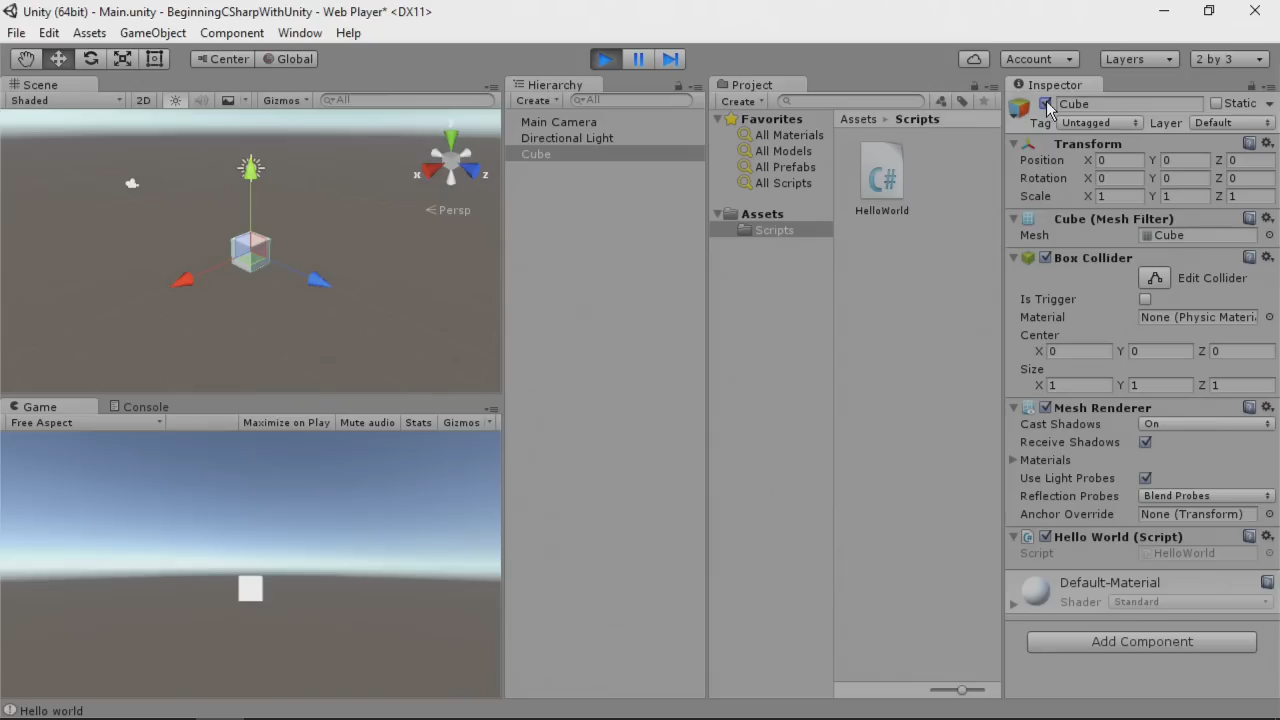 Unity (64bit) - Main.unity - BeginningCSharpWithUnity - Web Player* <DX11>
File Edit Assets GameObject Component Window Help
Center Global Account Layers 2 by 3
Scene
Shaded 2D Gizmos All
y
x z
Persp
Game Console
Free Aspect Maximize on Play Mute audio Stats Gizmos
Hierarchy
Create All
Main Camera
Directional Light
Cube
Project
Create
Favorites
All Materials
All Models
All Prefabs
All Scripts
Assets
Scripts
Assets Scripts
C#
HelloWorld
Inspector
Cube Static
Tag Untagged Layer Default
Transform
Position X 0 Y 0 Z 0
Rotation X 0 Y 0 Z 0
Scale X 1 Y 1 Z 1
Cube (Mesh Filter)
Mesh Cube
Box Collider
Edit Collider
Is Trigger
Material None (Physic Materi
Center
X 0 Y 0 Z 0
Size
X 1 Y 1 Z 1
Mesh Renderer
Cast Shadows On
Receive Shadows
Materials
Use Light Probes
Reflection Probes Blend Probes
Anchor Override None (Transform)
Hello World (Script)
Script HelloWorld
Default-Material
Shader Standard
Add Component
Hello world